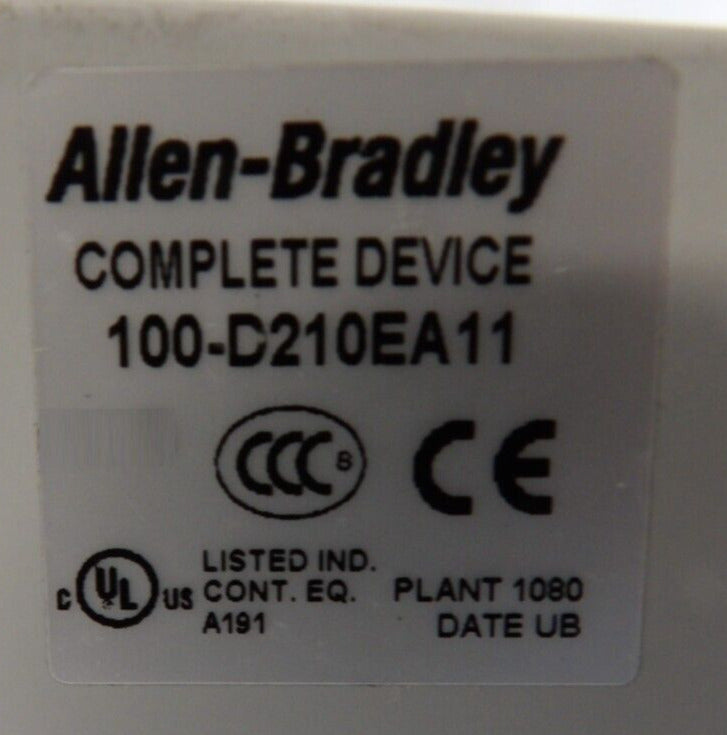 Allen-Bradley
COMPLETE DEVICE
100-D210EA11
CCC S CE
c UL US
LISTED IND.
CONT. EQ.
A191
PLANT 1080
DATE UB